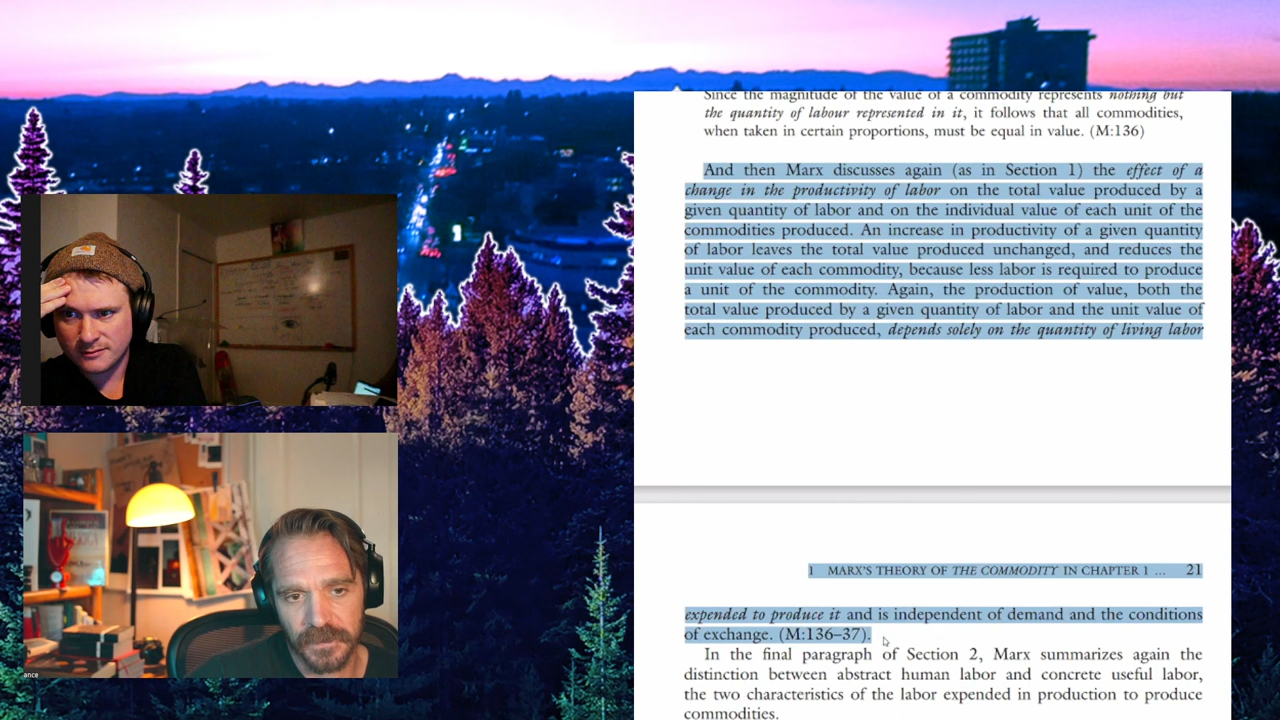 Since the magnitude of the value of a commodity represents nothing but
the quantity of labour represented in it, it follows that all commodities,
when taken in certain proportions, must be equal in value. (M:136)
And then Marx discusses again (as in Section 1) the effect of a
change in the productivity of labor on the total value produced by a
given quantity of labor and on the individual value of each unit of the
commodities produced. An increase in productivity of a given quantity
of labor leaves the total value produced unchanged, and reduces the
unit value of each commodity, because less labor is required to produce
a unit of the commodity. Again, the production of value, both the
total value produced by a given quantity of labor and the unit value of
each commodity produced, depends solely on the quantity of living labor
1 MARX'S THEORY OF THE COMMODITY IN CHAPTER 1 ... 21
expended to produce it and is independent of demand and the conditions
of exchange. (M:136–37).
In the final paragraph of Section 2, Marx summarizes again the
distinction between abstract human labor and concrete useful labor,
the two characteristics of the labor expended in production to produce
commodities.
ance